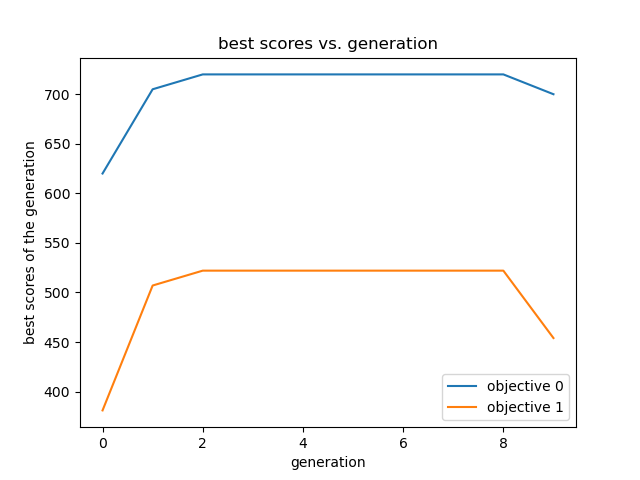 best scores vs. generation
best scores of the generation
700
650
600
550
500
450
400
0
2
4
6
8
generation
objective 0
objective 1